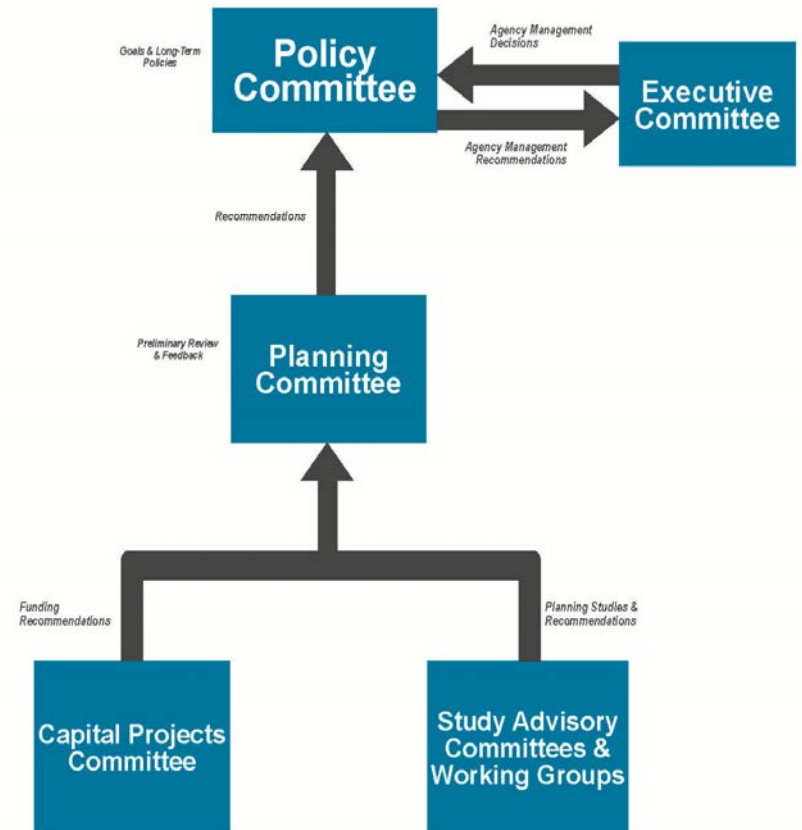 Goals & Long-Term
Policies
Policy
Committee
Agency Management
Decisions
Executive
Committee
Agency Management
Recommendations
Recommendations
Preliminary Review
& Feedback
Planning
Committee
Funding
Recommendations
Planning Studies &
Recommendations
Capital Projects
Committee
Study Advisory
Committees &
Working Groups